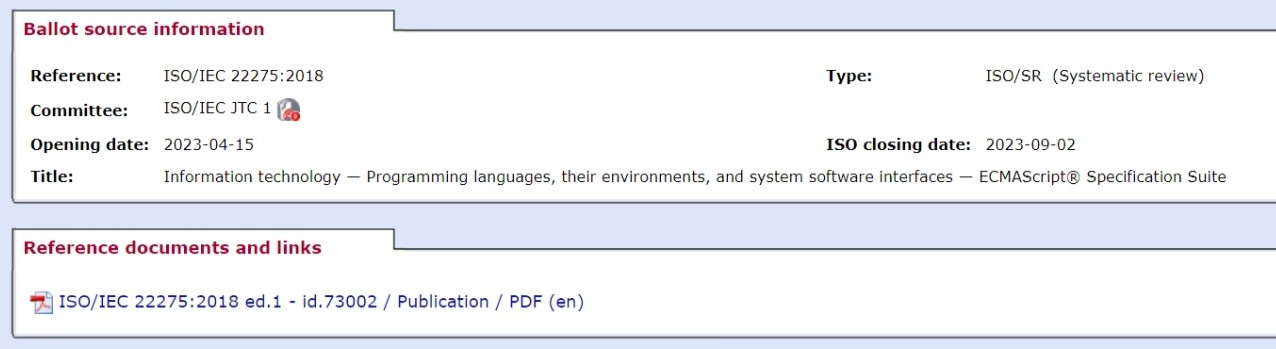 Ballot source information
Reference: ISO/IEC 22275:2018 Type: ISO/SR (Systematic review)
Committee: ISO/IEC JTC 1
Opening date: 2023-04-15 ISO closing date: 2023-09-02
Title: Information technology — Programming languages, their environments, and system software interfaces — ECMAScript® Specification Suite
Reference documents and links
ISO/IEC 22275:2018 ed.1 - id.73002 / Publication / PDF (en)